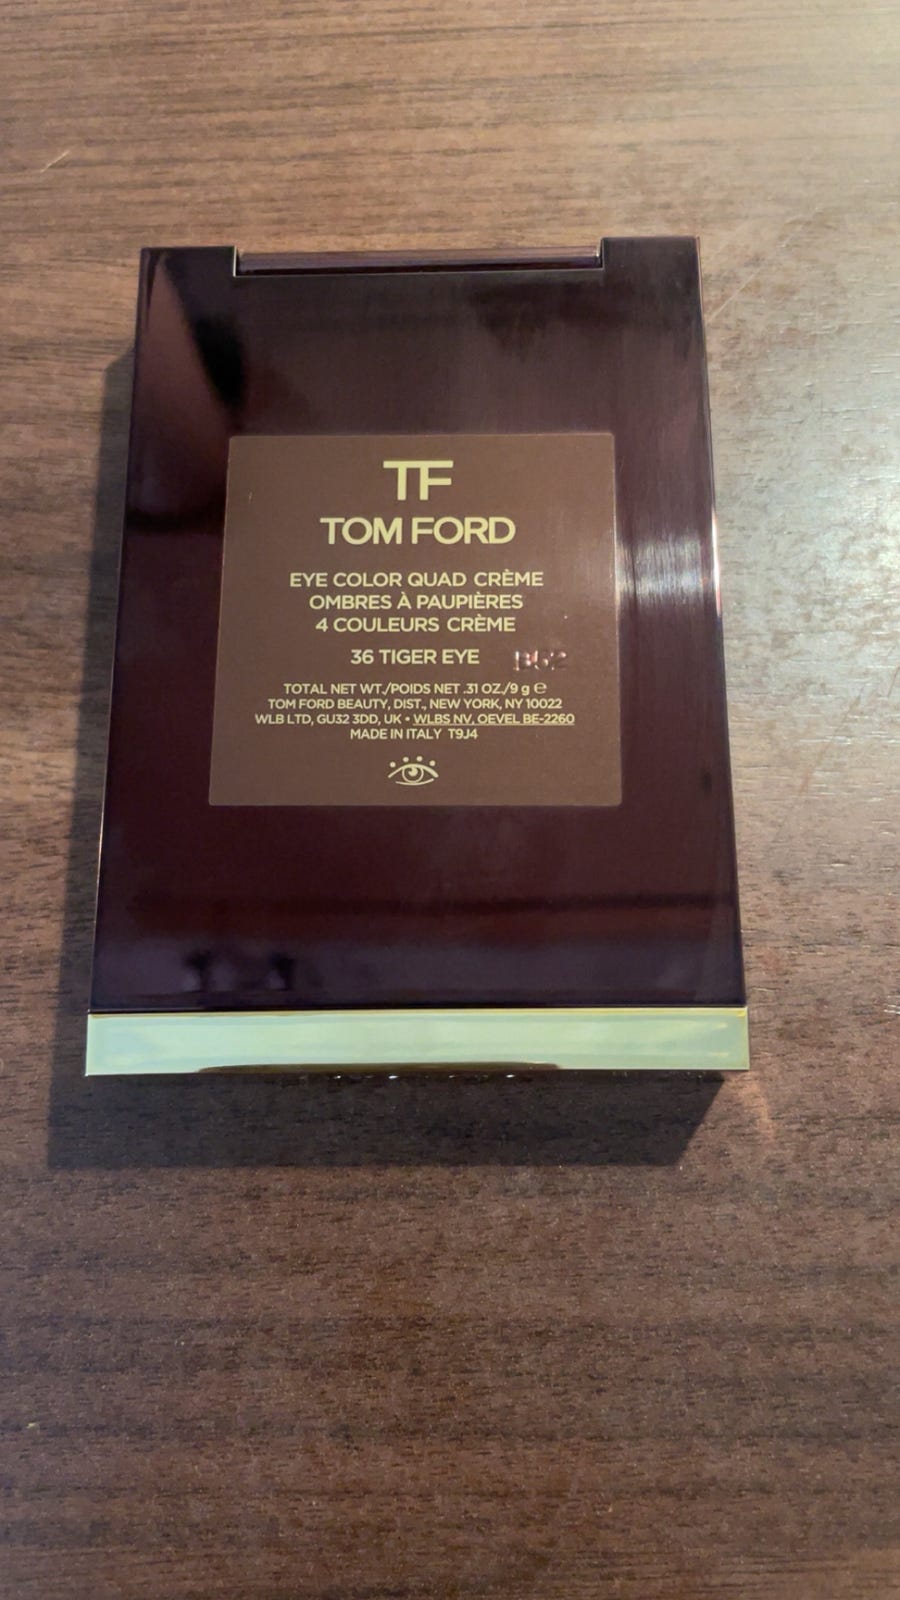 TF
TOM FORD
EYE COLOR QUAD CRÈME
OMBRES À PAUPIÈRES
4 COULEURS CRÈME
36 TIGER EYE
TOTAL NET WT./POIDS NET .31 OZ./9 g ℮
TOM FORD BEAUTY, DIST., NEW YORK, NY 10022
WLB LTD, GU32 3DD, UK • WLBS NV, OEVEL BE-2260
MADE IN ITALY T9J4